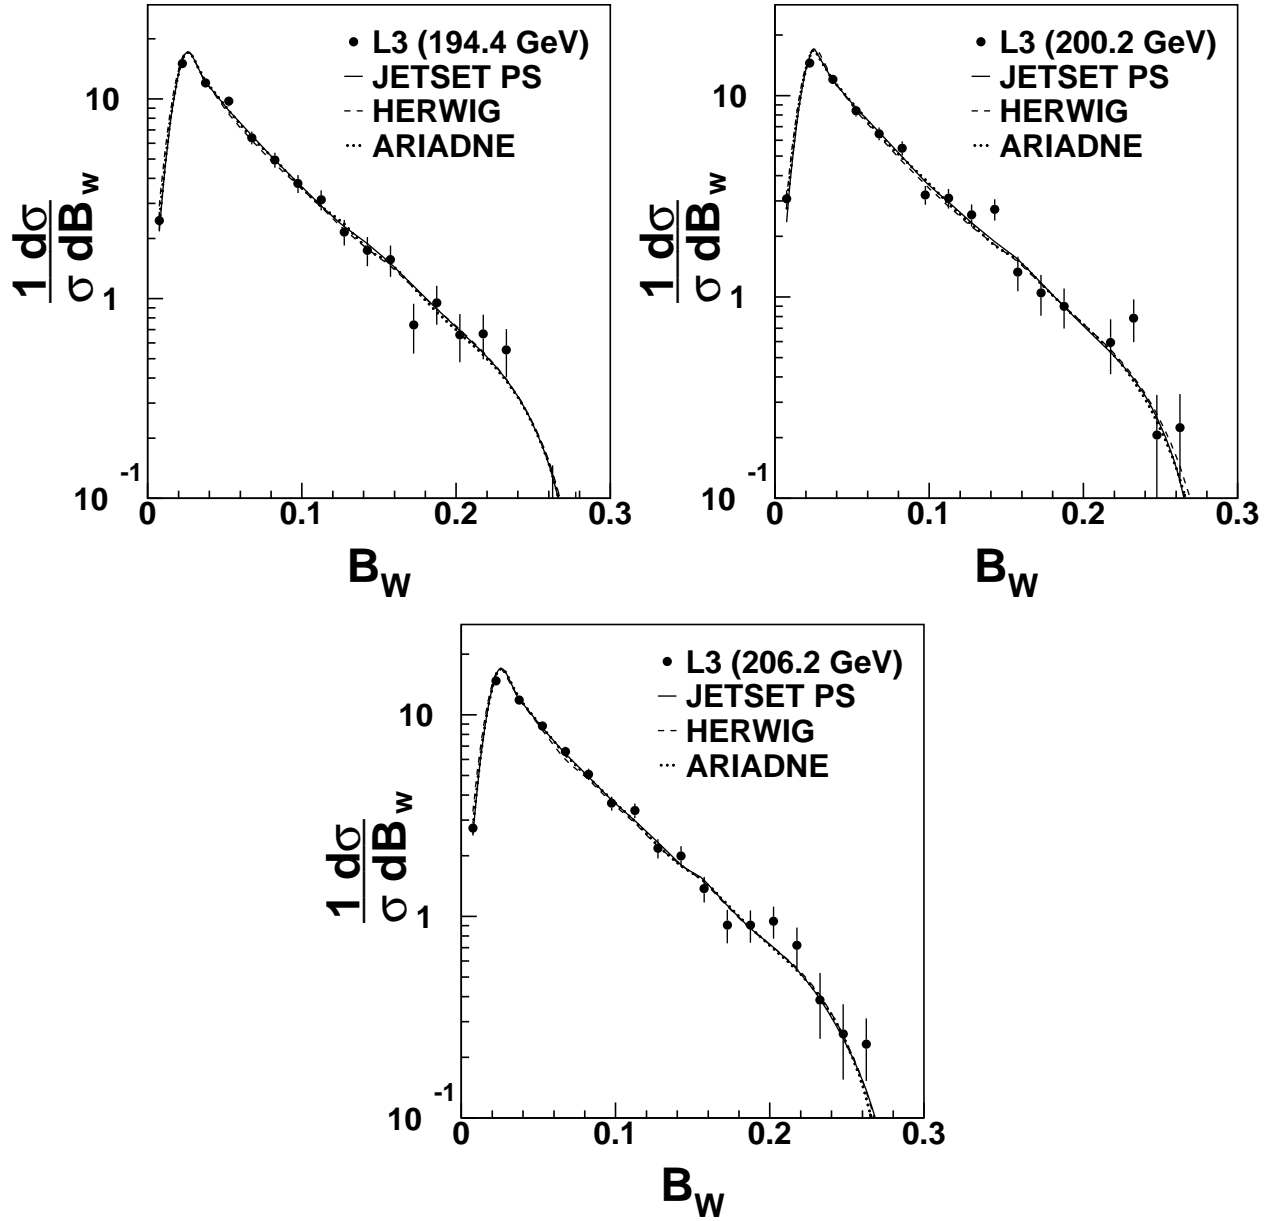 L3 (194.4 GeV)
JETSET PS
HERWIG
ARIADNE
1 dσ
σ dB_W
10
1
10^-1
0 0.1 0.2 0.3
B_W
L3 (200.2 GeV)
JETSET PS
HERWIG
ARIADNE
1 dσ
σ dB_W
10
1
10^-1
0 0.1 0.2 0.3
B_W
L3 (206.2 GeV)
JETSET PS
HERWIG
ARIADNE
1 dσ
σ dB_W
10
1
10^-1
0 0.1 0.2 0.3
B_W